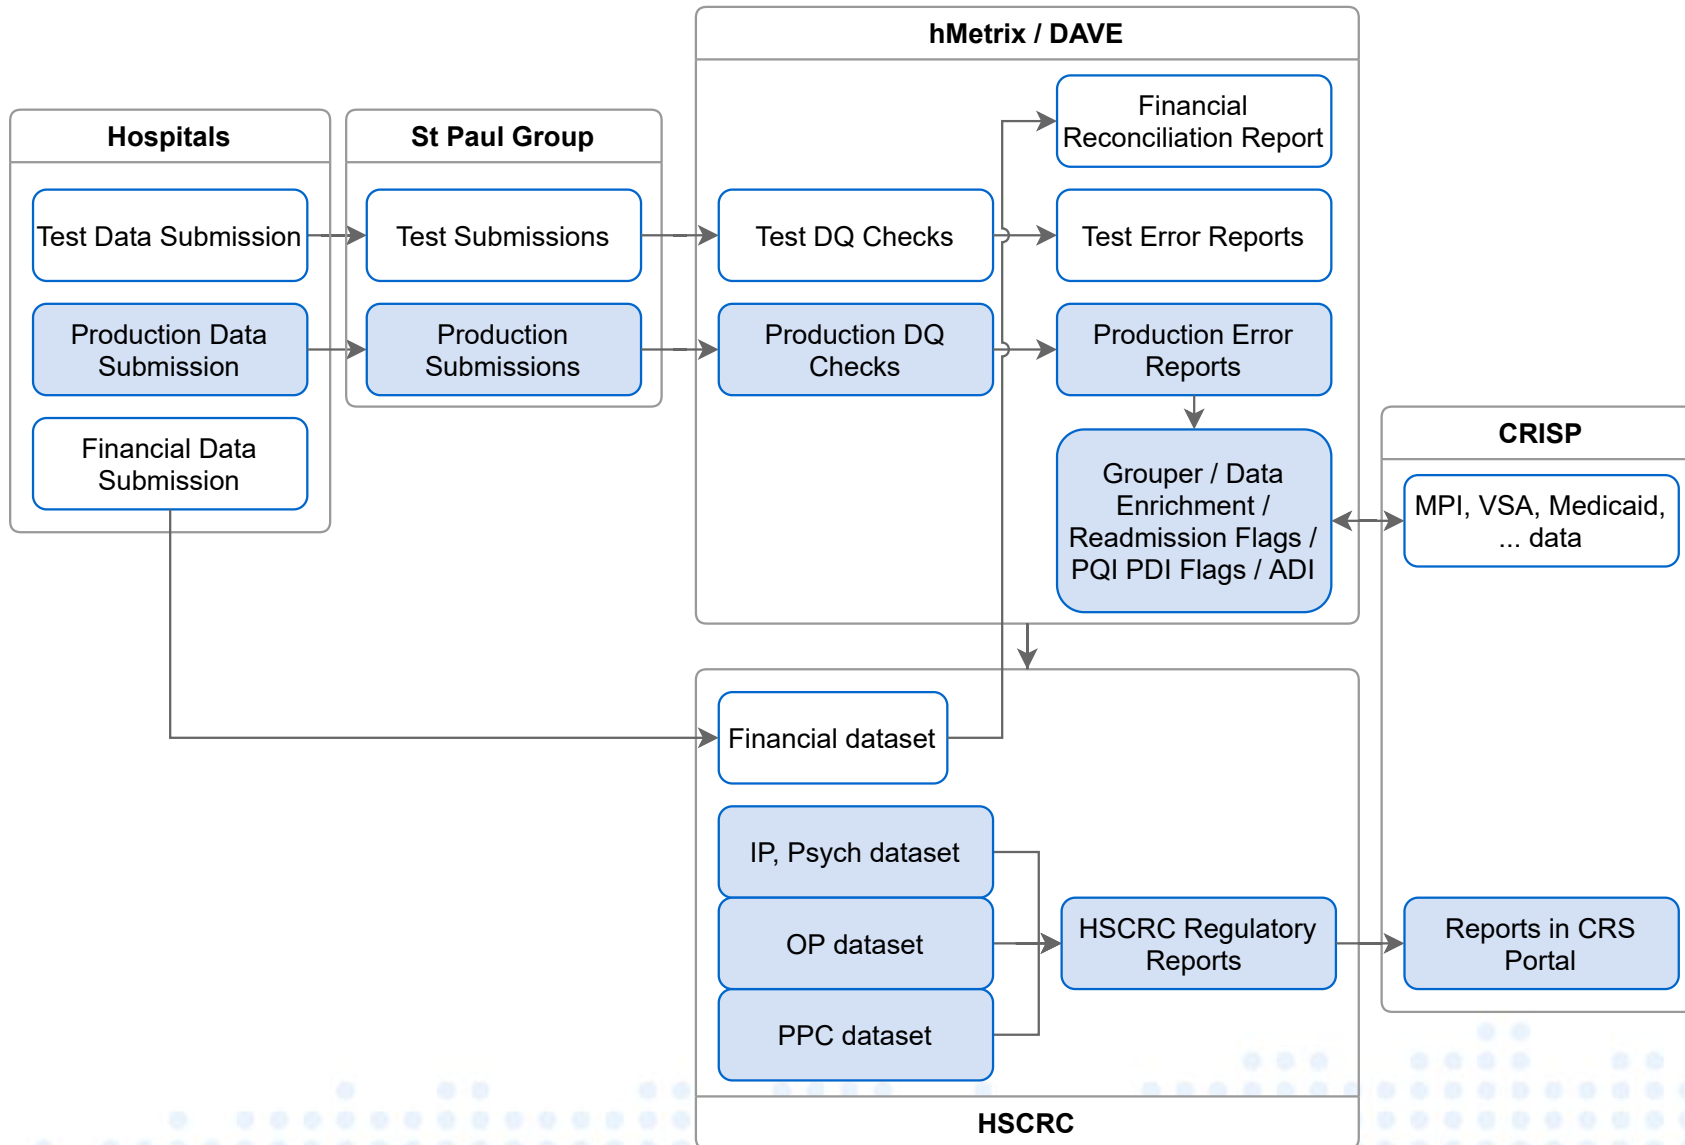 hMetrix / DAVE
Hospitals
St Paul Group
Financial
Reconciliation Report
Test Data Submission
Test Submissions
Test DQ Checks
Test Error Reports
Production Data
Submission
Production
Submissions
Production DQ
Checks
Production Error
Reports
Financial Data
Submission
Grouper / Data
Enrichment /
Readmission Flags /
PQI PDI Flags / ADI
CRISP
MPI, VSA, Medicaid,
... data
Financial dataset
IP, Psych dataset
OP dataset
PPC dataset
HSCRC Regulatory
Reports
Reports in CRS
Portal
HSCRC